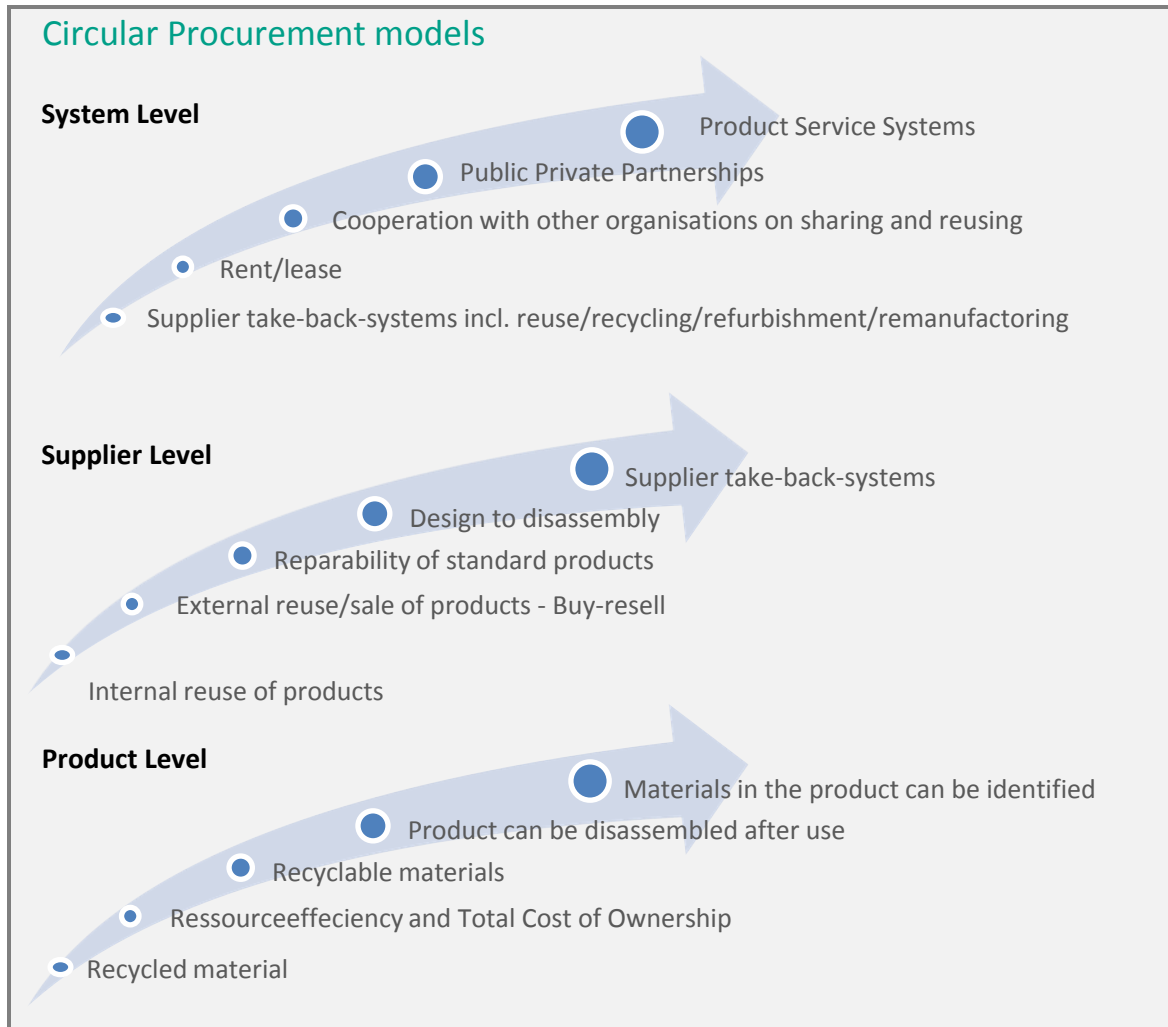 Circular Procurement models
System Level
Product Service Systems
Public Private Partnerships
Cooperation with other organisations on sharing and reusing
Rent/lease
Supplier take-back-systems incl. reuse/recycling/refurbishment/remanufactoring
Supplier Level
Supplier take-back-systems
Design to disassembly
Reparability of standard products
External reuse/sale of products - Buy-resell
Internal reuse of products
Product Level
Materials in the product can be identified
Product can be disassembled after use
Recyclable materials
Ressourceeffeciency and Total Cost of Ownership
Recycled material